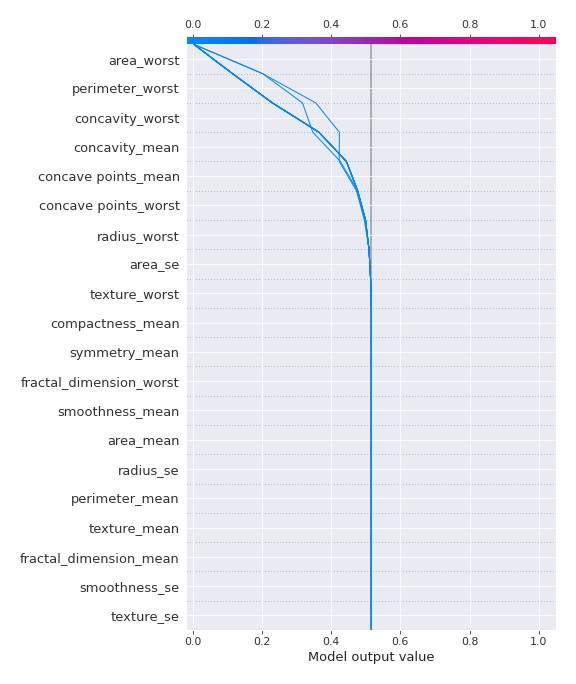 0.0 0.2 0.4 0.6 0.8 1.0
area_worst
perimeter_worst
concavity_worst
concavity_mean
concave points_mean
concave points_worst
radius_worst
area_se
texture_worst
compactness_mean
symmetry_mean
fractal_dimension_worst
smoothness_mean
area_mean
radius_se
perimeter_mean
texture_mean
fractal_dimension_mean
smoothness_se
texture_se
0.0 0.2 0.4 0.6 0.8 1.0
Model output value